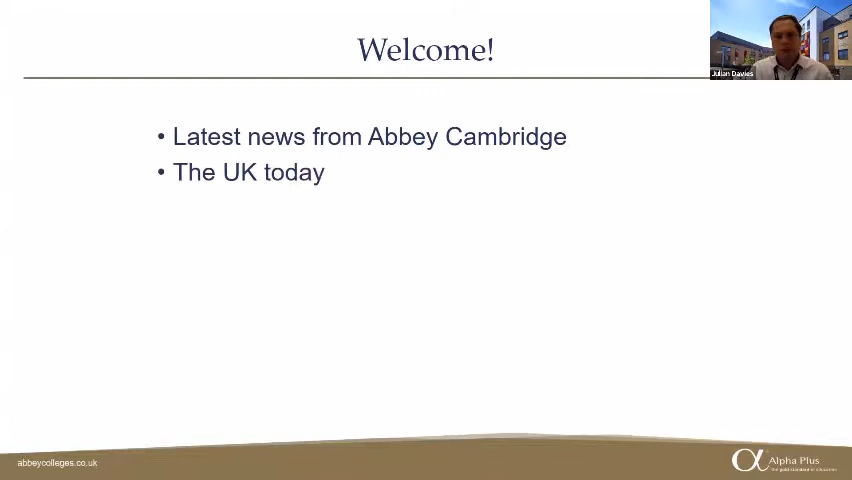 Welcome!
Julian Davies
• Latest news from Abbey Cambridge
• The UK today
abbeycolleges.co.uk
Alpha Plus
the gold standard in education